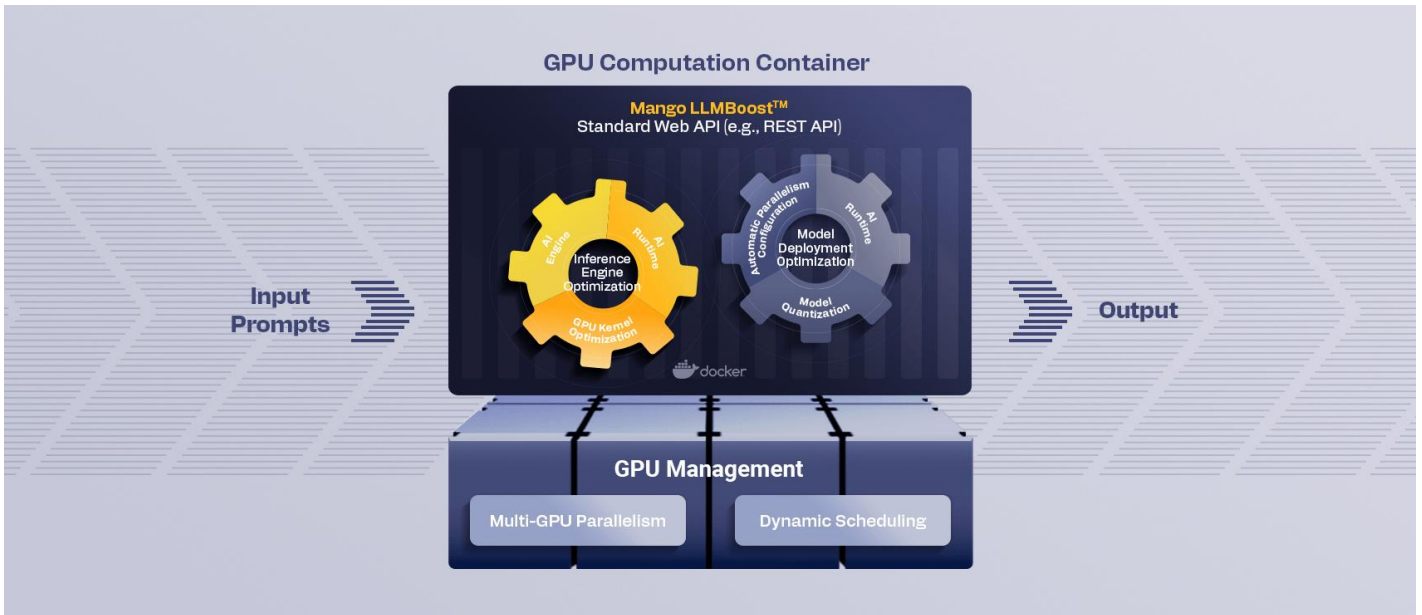 GPU Computation Container
Mango LLMBoost™
Standard Web API (e.g., REST API)
AI
Engine
AI
Runtime
Inference
Engine
Optimization
GPU Kernel
Optimization
Automatic Parallelism
Configuration
AI
Runtime
Model
Deployment
Optimization
Model
Quantization
docker
Input
Prompts
Output
GPU Management
Multi-GPU Parallelism
Dynamic Scheduling